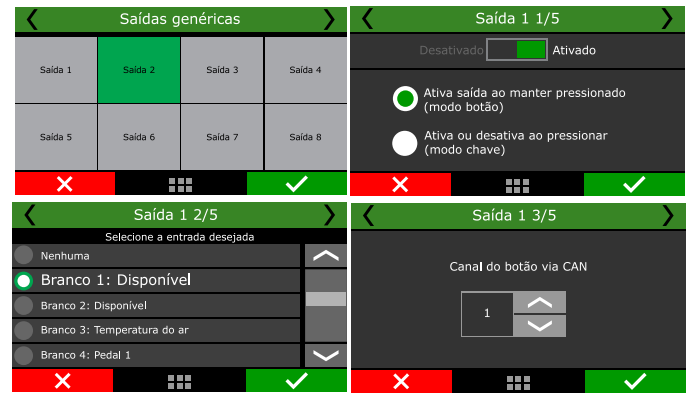 Saídas genéricas
Saída 1
Saída 2
Saída 3
Saída 4
Saída 5
Saída 6
Saída 7
Saída 8
Saída 1 1/5
Desativado
Ativado
Ativa saída ao manter pressionado
(modo botão)
Ativa ou desativa ao pressionar
(modo chave)
Saída 1 2/5
Selecione a entrada desejada
Nenhuma
Branco 1: Disponível
Branco 2: Disponível
Branco 3: Temperatura do ar
Branco 4: Pedal 1
Saída 1 3/5
Canal do botão via CAN
1